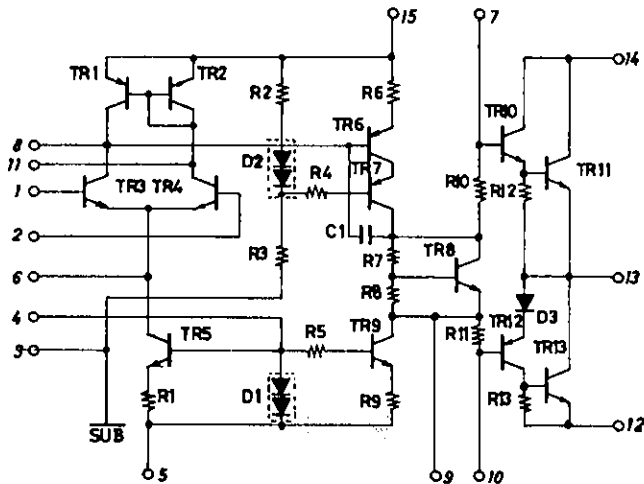 15
7
14
TR1
TR2
R2
R6
TR6
TR10
8
D2
TR7
TR11
11
R4
R10
R12
1
TR3
TR4
2
C1
TR8
R3
R7
13
6
R8
D3
4
TR9
R11
TR12
TR5
R5
TR13
9
R1
D1
R9
R13
SUB
12
5
9
10